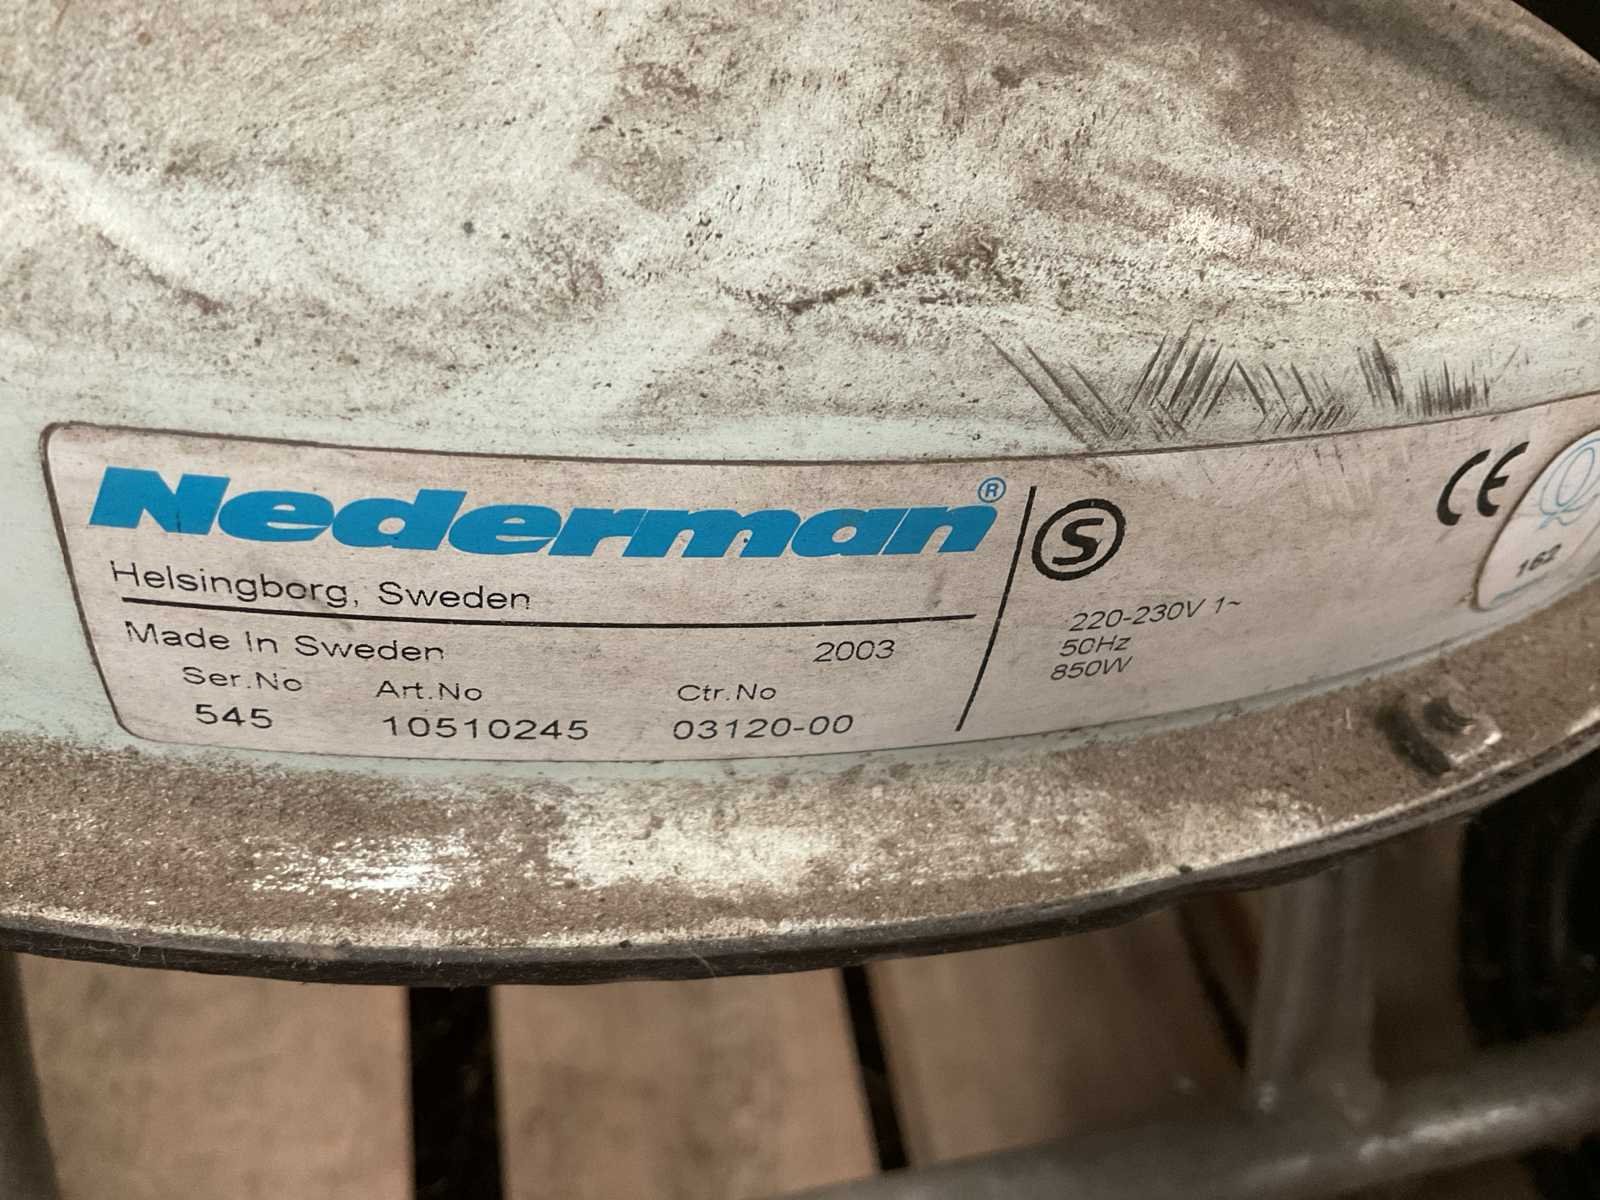 Nederman®
Helsingborg, Sweden
Made In Sweden 2003
Ser.No Art.No Ctr.No
545 10510245 03120-00
S
220-230V 1~
50Hz
850W
CE
Q
162